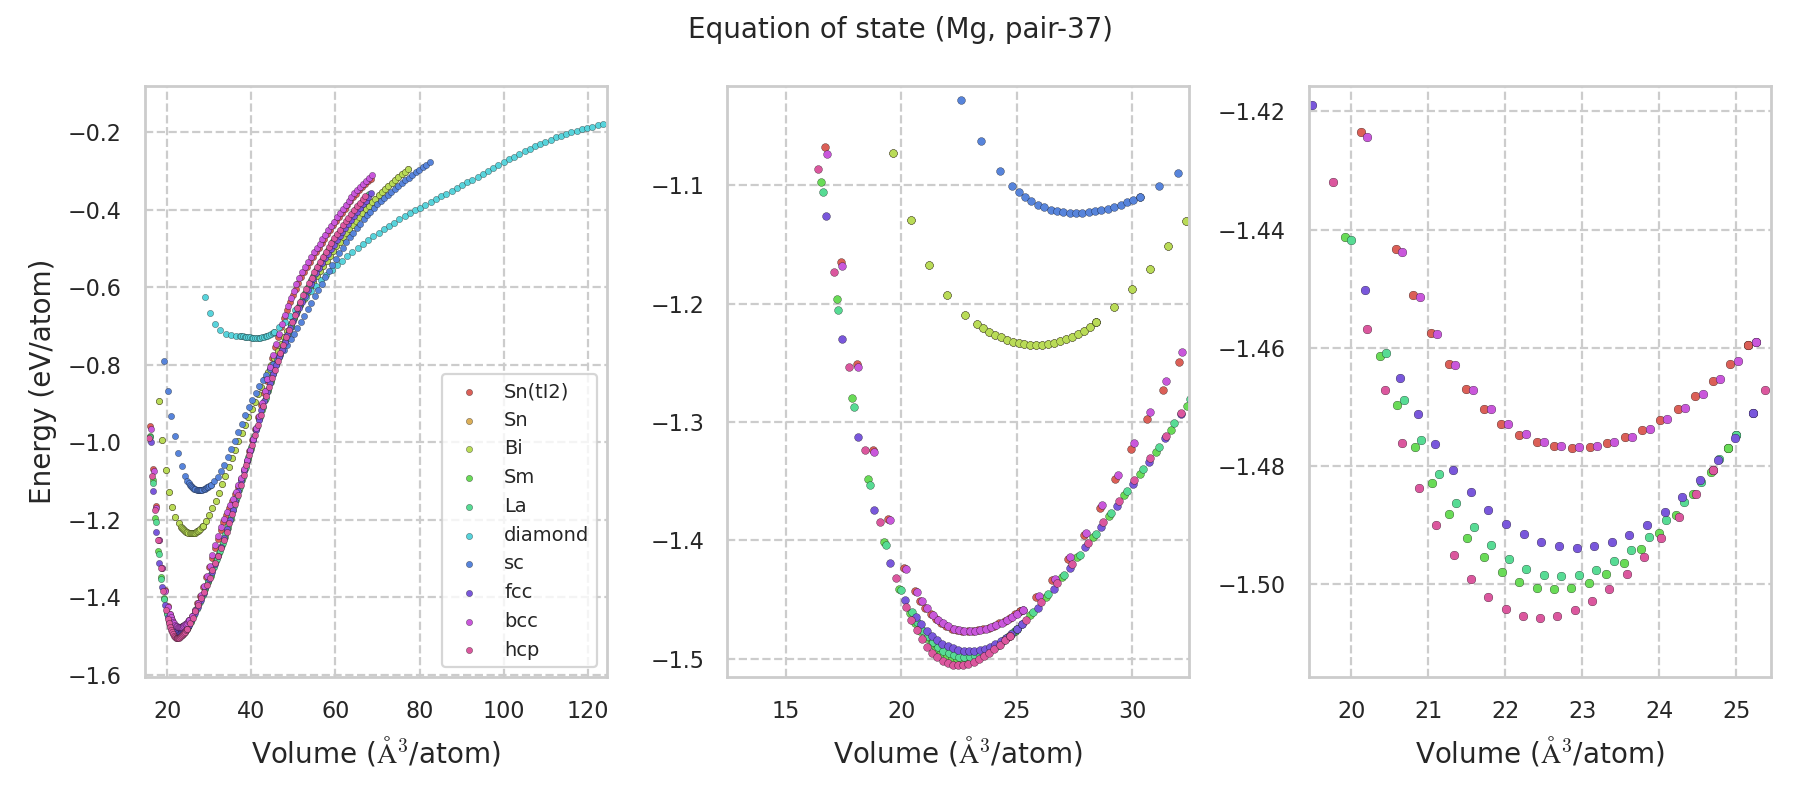 Equation of state (Mg, pair-37)
Energy (eV/atom)
−0.2
−0.4
−0.6
−0.8
−1.0
−1.2
−1.4
−1.6
20 40 60 80 100 120
Volume (Å³/atom)
Sn(tI2)
Sn
Bi
Sm
La
diamond
sc
fcc
bcc
hcp
−1.1
−1.2
−1.3
−1.4
−1.5
15 20 25 30
Volume (Å³/atom)
−1.42
−1.44
−1.46
−1.48
−1.50
20 21 22 23 24 25
Volume (Å³/atom)